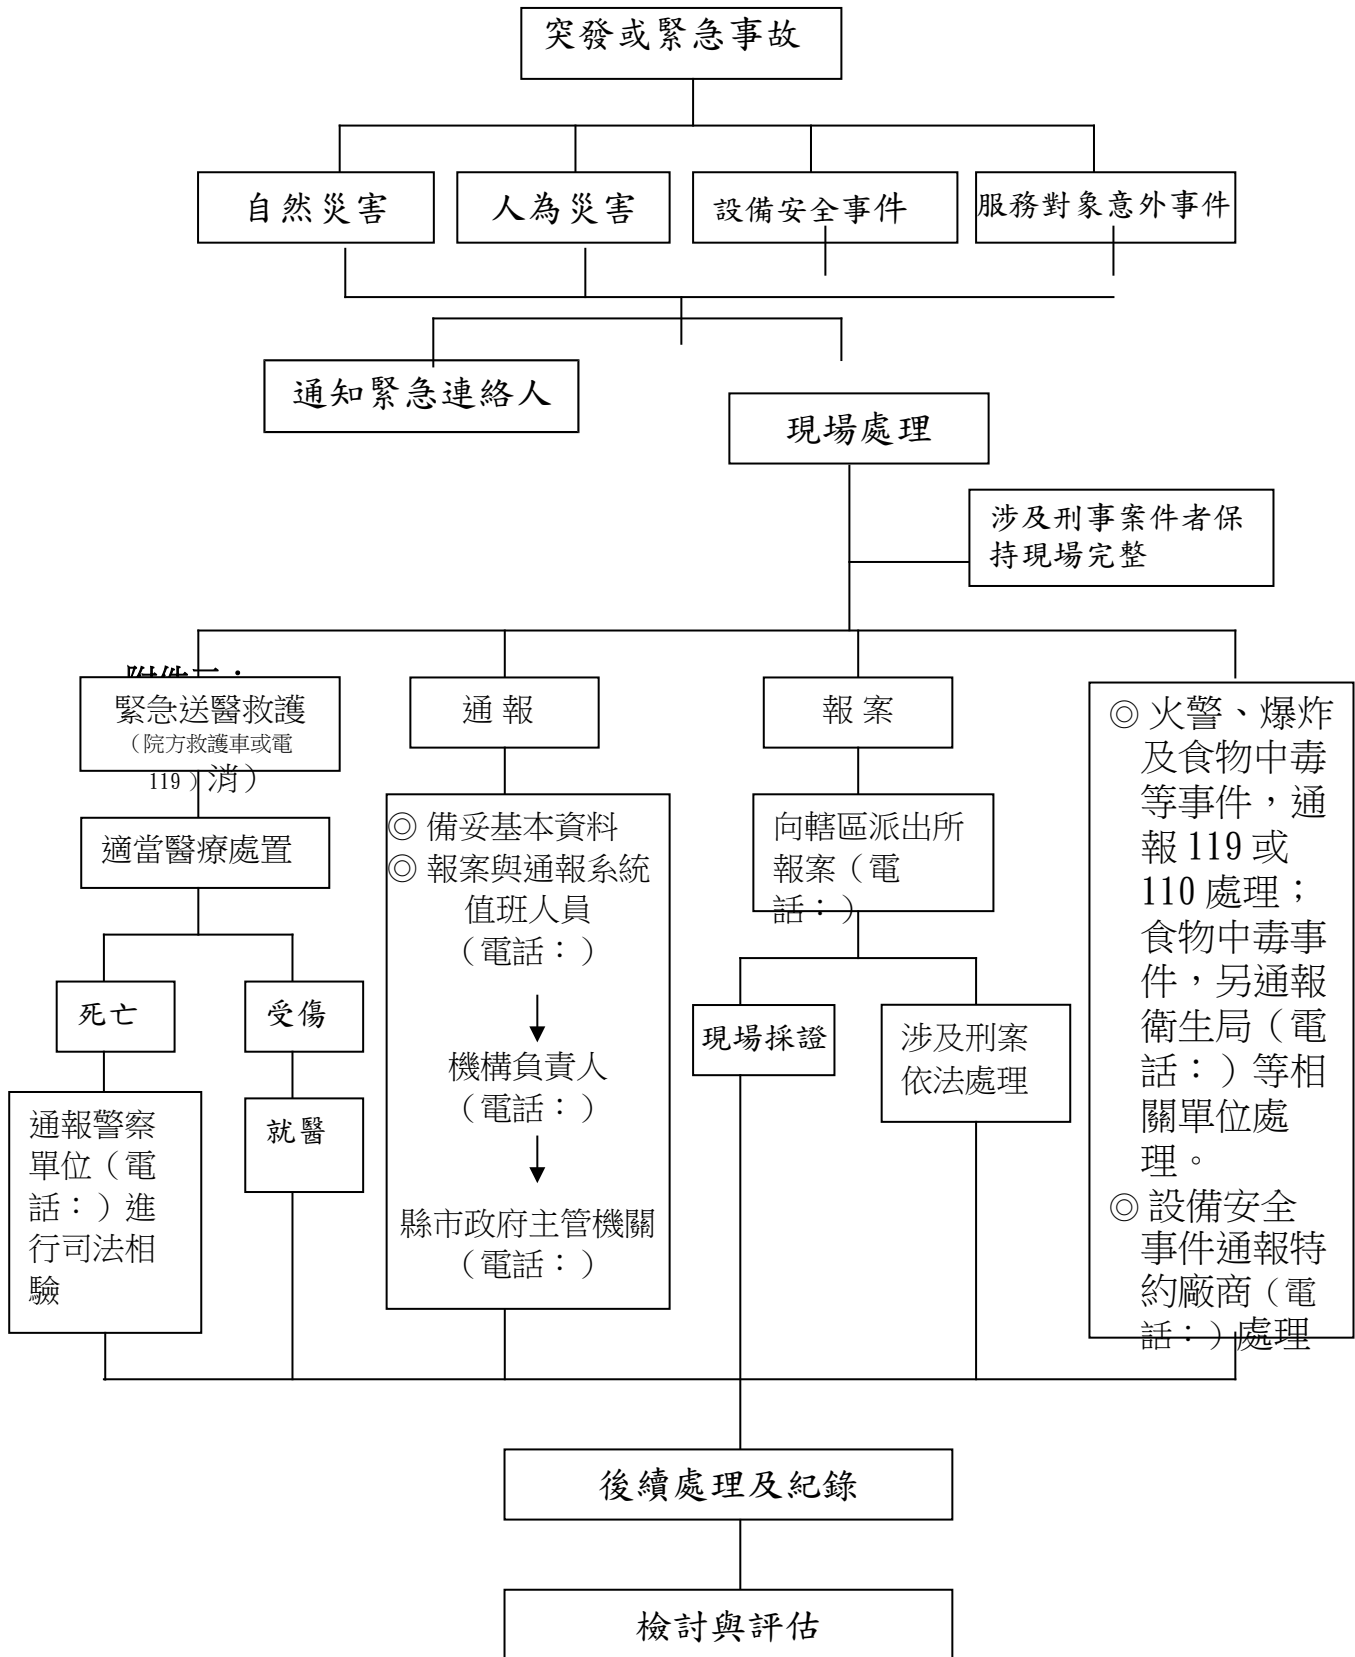 突發或緊急事故
自然災害
人為災害
設備安全事件
服務對象意外事件
通知緊急連絡人
現場處理
涉及刑事案件者保
持現場完整
緊急送醫救護
（院方救護車或電
119）消）
適當醫療處置
死亡
受傷
通報警察
單位（電
話：）進
行司法相
驗
就醫
通報
◎ 備妥基本資料
◎ 報案與通報系統
值班人員
（電話：）
機構負責人
（電話：）
縣市政府主管機關
（電話：）
報案
向轄區派出所
報案（電
話：）
現場採證
涉及刑案
依法處理
◎ 火警、爆炸
及食物中毒
等事件，通
報 119 或
110 處理；
食物中毒事
件，另通報
衛生局（電
話：）等相
關單位處
理。
◎ 設備安全
事件通報特
約廠商（電
話：）處理
後續處理及紀錄
檢討與評估